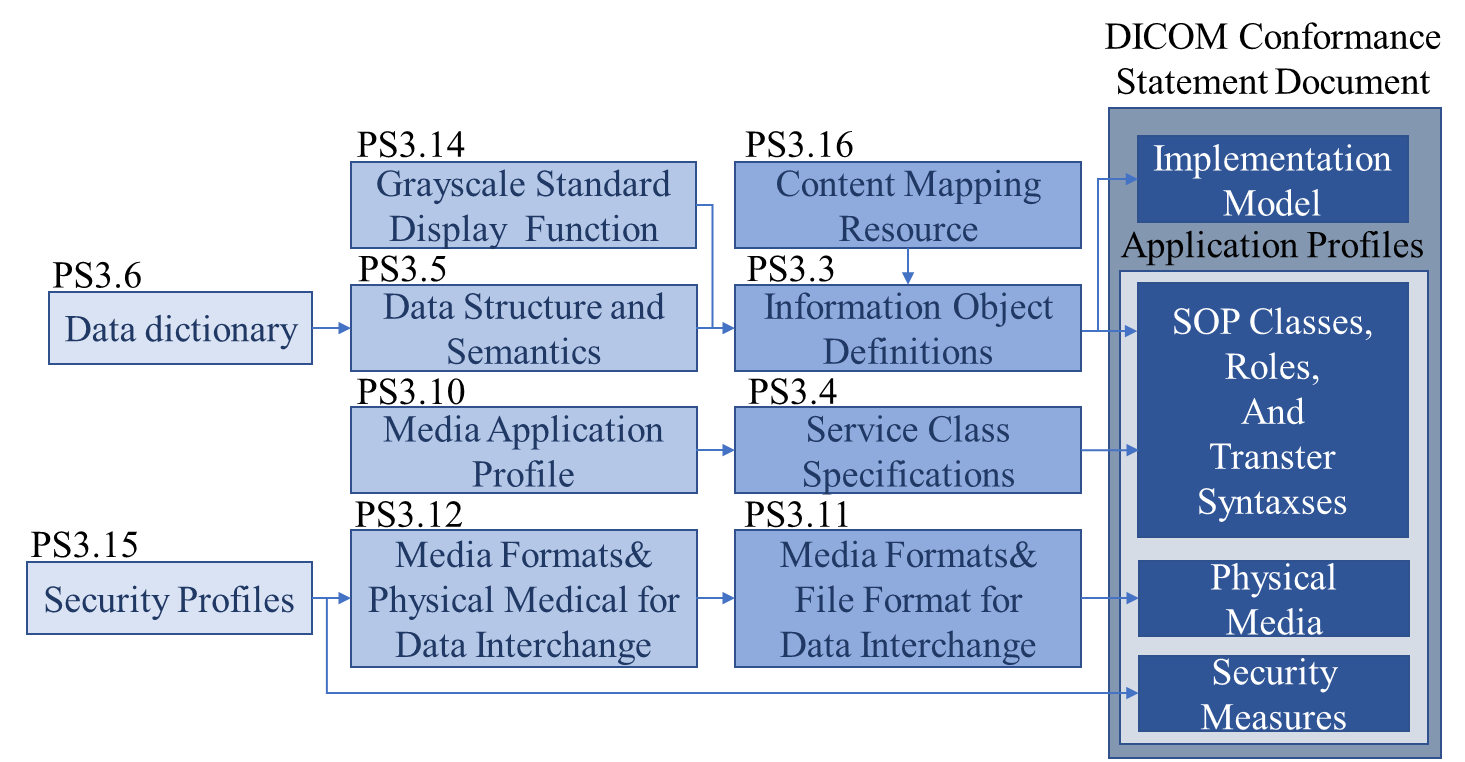 DICOM Conformance
Statement Document
PS3.14
Grayscale Standard
Display Function
PS3.16
Content Mapping
Resource
Implementation
Model
Application Profiles
PS3.6
Data dictionary
PS3.5
Data Structure and
Semantics
PS3.3
Information Object
Definitions
SOP Classes,
Roles,
And
Transter
Syntaxses
PS3.10
Media Application
Profile
PS3.4
Service Class
Specifications
PS3.15
Security Profiles
PS3.12
Media Formats&
Physical Medical for
Data Interchange
PS3.11
Media Formats&
File Format for
Data Interchange
Physical
Media
Security
Measures